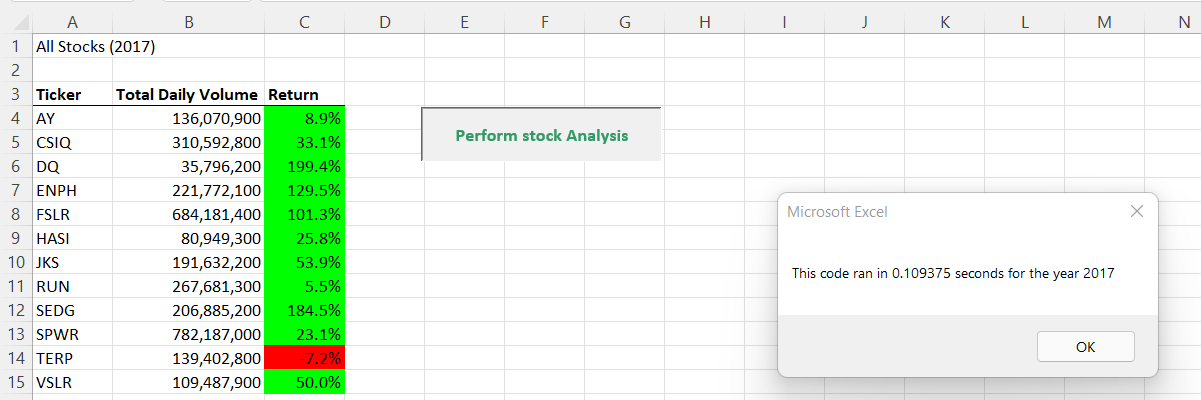 A B C D E F G H I J K L M N
1 All Stocks (2017)
2
3 Ticker Total Daily Volume Return
4 AY 136,070,900 8.9%
5 CSIQ 310,592,800 33.1%
6 DQ 35,796,200 199.4%
7 ENPH 221,772,100 129.5%
8 FSLR 684,181,400 101.3%
9 HASI 80,949,300 25.8%
10 JKS 191,632,200 53.9%
11 RUN 267,681,300 5.5%
12 SEDG 206,885,200 184.5%
13 SPWR 782,187,000 23.1%
14 TERP 139,402,800 -7.2%
15 VSLR 109,487,900 50.0%
Perform stock Analysis
Microsoft Excel
This code ran in 0.109375 seconds for the year 2017
OK